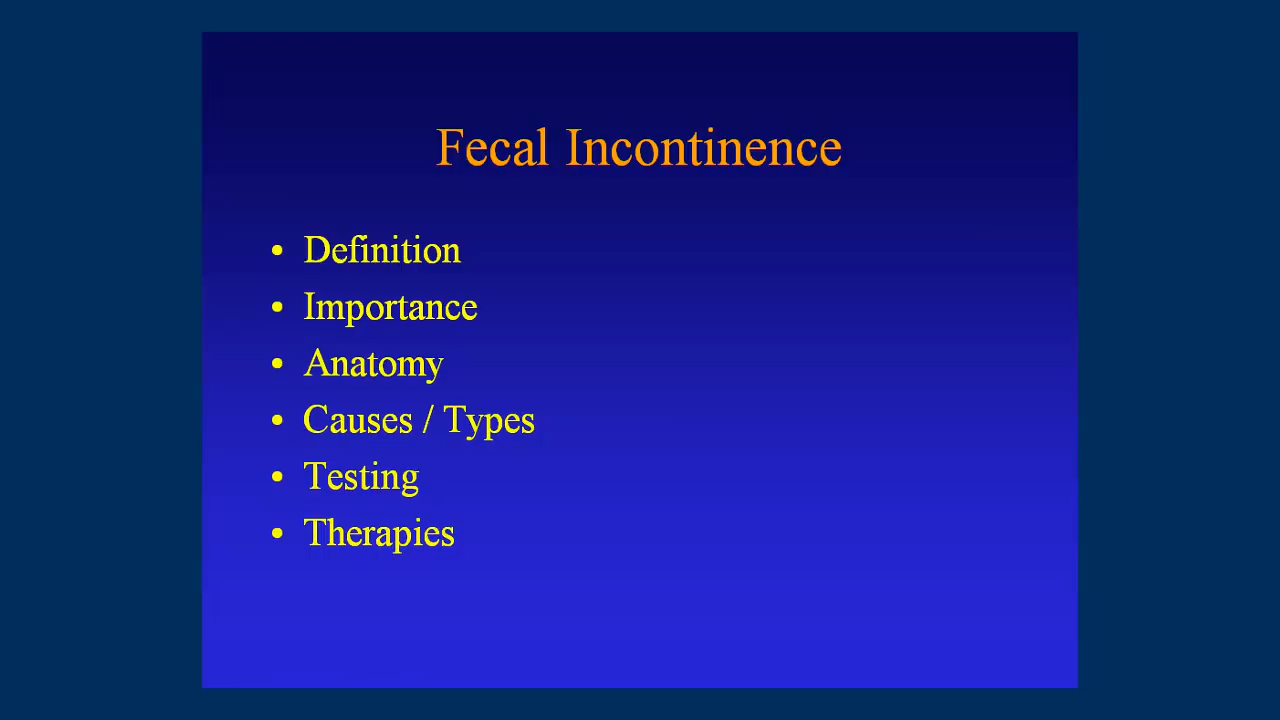 Fecal Incontinence
• Definition
• Importance
• Anatomy
• Causes / Types
• Testing
• Therapies